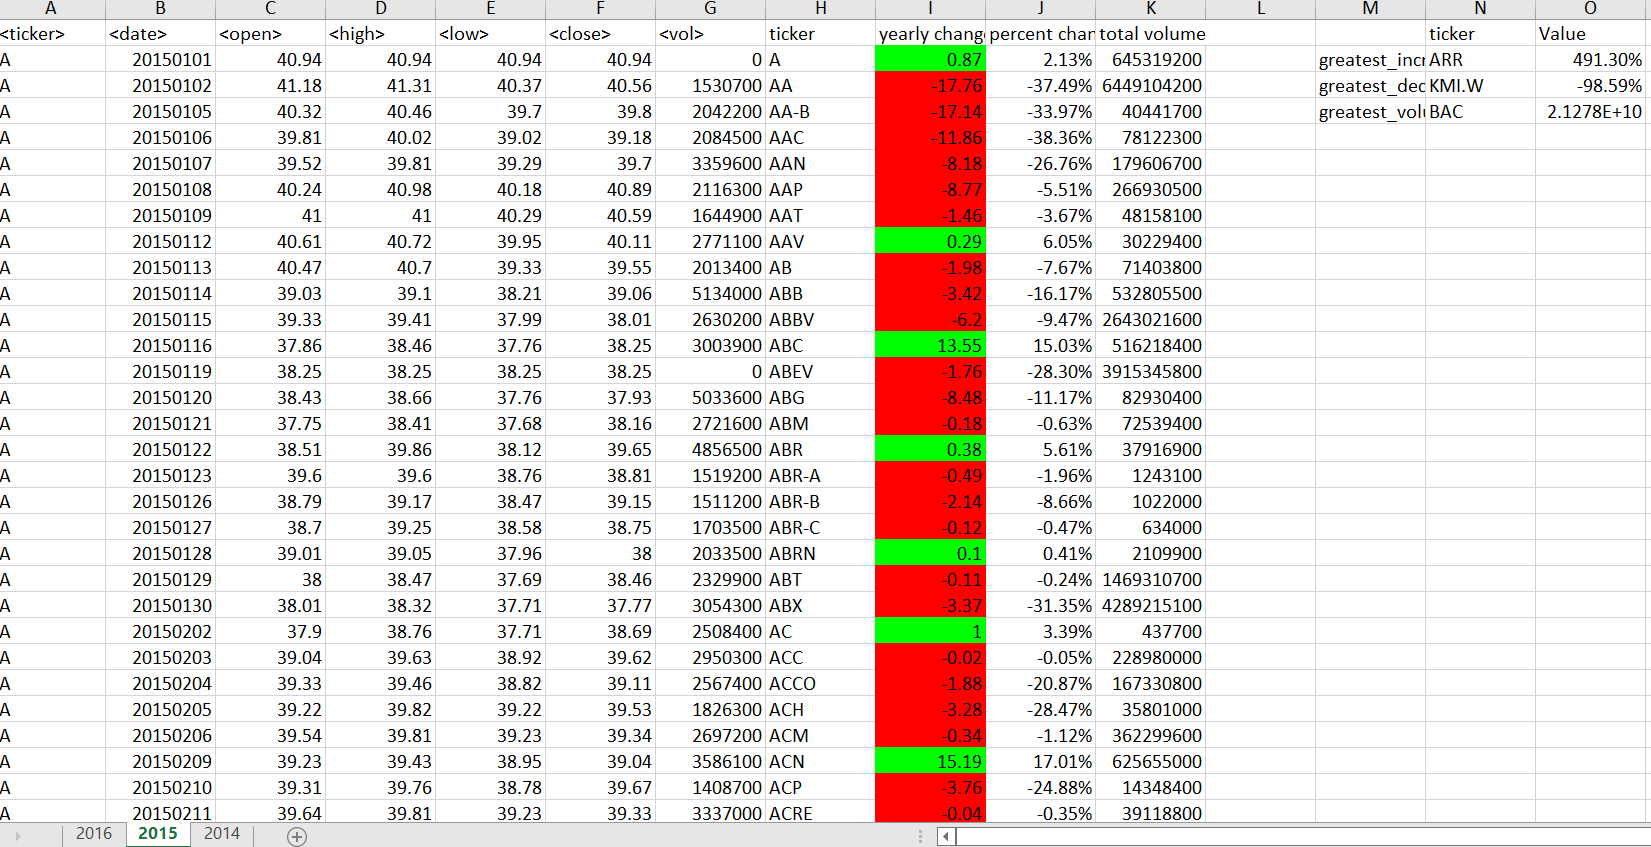 A B C D E F G H I J K L M N O
<ticker> <date> <open> <high> <low> <close> <vol> ticker yearly chang percent chan total volume ticker Value
A 20150101 40.94 40.94 40.94 40.94 0 A 0.87 2.13% 645319200 greatest_incr ARR 491.30%
A 20150102 41.18 41.31 40.37 40.56 1530700 AA -17.76 -37.49% 6449104200 greatest_dec KMI.W -98.59%
A 20150105 40.32 40.46 39.7 39.8 2042200 AA-B -17.14 -33.97% 40441700 greatest_volu BAC 2.1278E+10
A 20150106 39.81 40.02 39.02 39.18 2084500 AAC -11.86 -38.36% 78122300
A 20150107 39.52 39.81 39.29 39.7 3359600 AAN -8.18 -26.76% 179606700
A 20150108 40.24 40.98 40.18 40.89 2116300 AAP -8.77 -5.51% 266930500
A 20150109 41 41 40.29 40.59 1644900 AAT -1.46 -3.67% 48158100
A 20150112 40.61 40.72 39.95 40.11 2771100 AAV 0.29 6.05% 30229400
A 20150113 40.47 40.7 39.33 39.55 2013400 AB -1.98 -7.67% 71403800
A 20150114 39.03 39.1 38.21 39.06 5134000 ABB -3.42 -16.17% 532805500
A 20150115 39.33 39.41 37.99 38.01 2630200 ABBV -6.2 -9.47% 2643021600
A 20150116 37.86 38.46 37.76 38.25 3003900 ABC 13.55 15.03% 516218400
A 20150119 38.25 38.25 38.25 38.25 0 ABEV -1.76 -28.30% 3915345800
A 20150120 38.43 38.66 37.76 37.93 5033600 ABG -8.48 -11.17% 82930400
A 20150121 37.75 38.41 37.68 38.16 2721600 ABM -0.18 -0.63% 72539400
A 20150122 38.51 39.86 38.12 39.65 4856500 ABR 0.38 5.61% 37916900
A 20150123 39.6 39.6 38.76 38.81 1519200 ABR-A -0.49 -1.96% 1243100
A 20150126 38.79 39.17 38.47 39.15 1511200 ABR-B -2.14 -8.66% 1022000
A 20150127 38.7 39.25 38.58 38.75 1703500 ABR-C -0.12 -0.47% 634000
A 20150128 39.01 39.05 37.96 38 2033500 ABRN 0.1 0.41% 2109900
A 20150129 38 38.47 37.69 38.46 2329900 ABT -0.11 -0.24% 1469310700
A 20150130 38.01 38.32 37.71 37.77 3054300 ABX -3.37 -31.35% 4289215100
A 20150202 37.9 38.76 37.71 38.69 2508400 AC 1 3.39% 437700
A 20150203 39.04 39.63 38.92 39.62 2950300 ACC -0.02 -0.05% 228980000
A 20150204 39.33 39.46 38.82 39.11 2567400 ACCO -1.88 -20.87% 167330800
A 20150205 39.22 39.82 39.22 39.53 1826300 ACH -3.28 -28.47% 35801000
A 20150206 39.54 39.81 39.23 39.34 2697200 ACM -0.34 -1.12% 362299600
A 20150209 39.23 39.43 38.95 39.04 3586100 ACN 15.19 17.01% 625655000
A 20150210 39.31 39.76 38.78 39.67 1408700 ACP -3.76 -24.88% 14348400
A 20150211 39.64 39.81 39.23 39.33 3337000 ACRE -0.04 -0.35% 39118800
2016 2015 2014